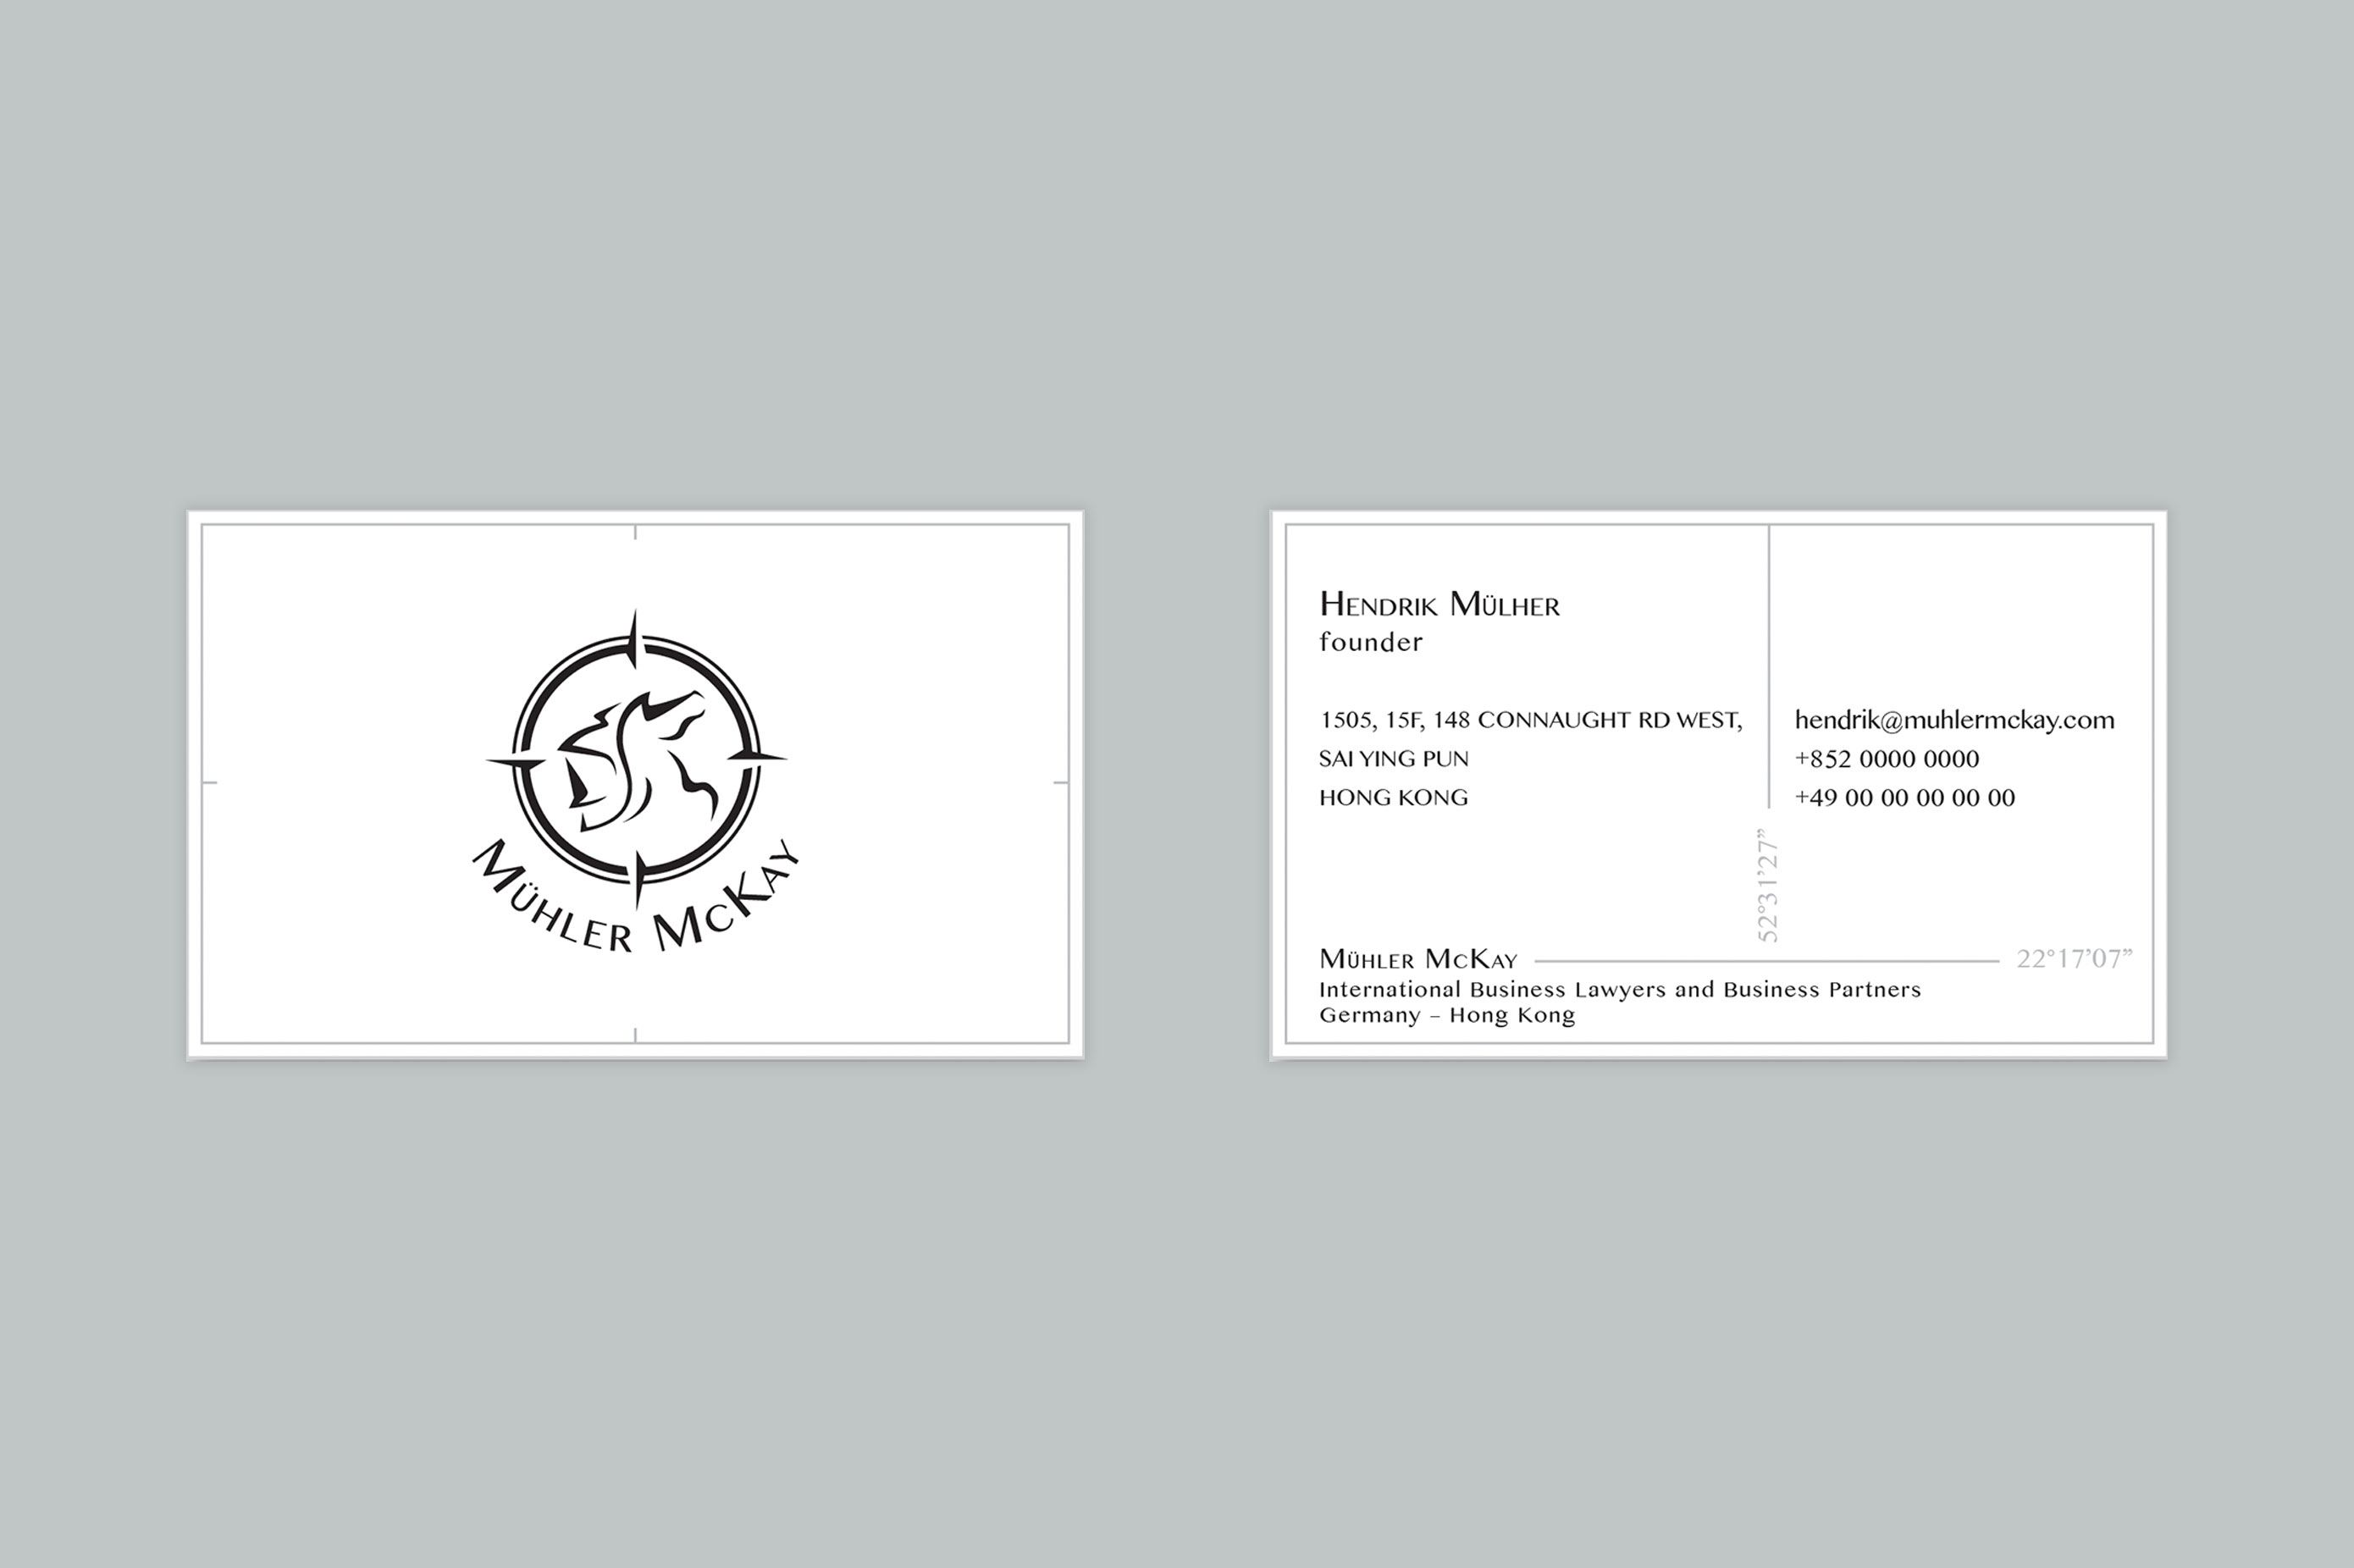 MÜHLER MCKAY
HENDRIK MÜLHER
founder
1505, 15F, 148 CONNAUGHT RD WEST,
SAI YING PUN
HONG KONG
hendrik@muhlermckay.com
+852 0000 0000
+49 00 00 00 00 00
52°31’27”
MÜHLER MCKAY
22°17’07”
International Business Lawyers and Business Partners
Germany – Hong Kong